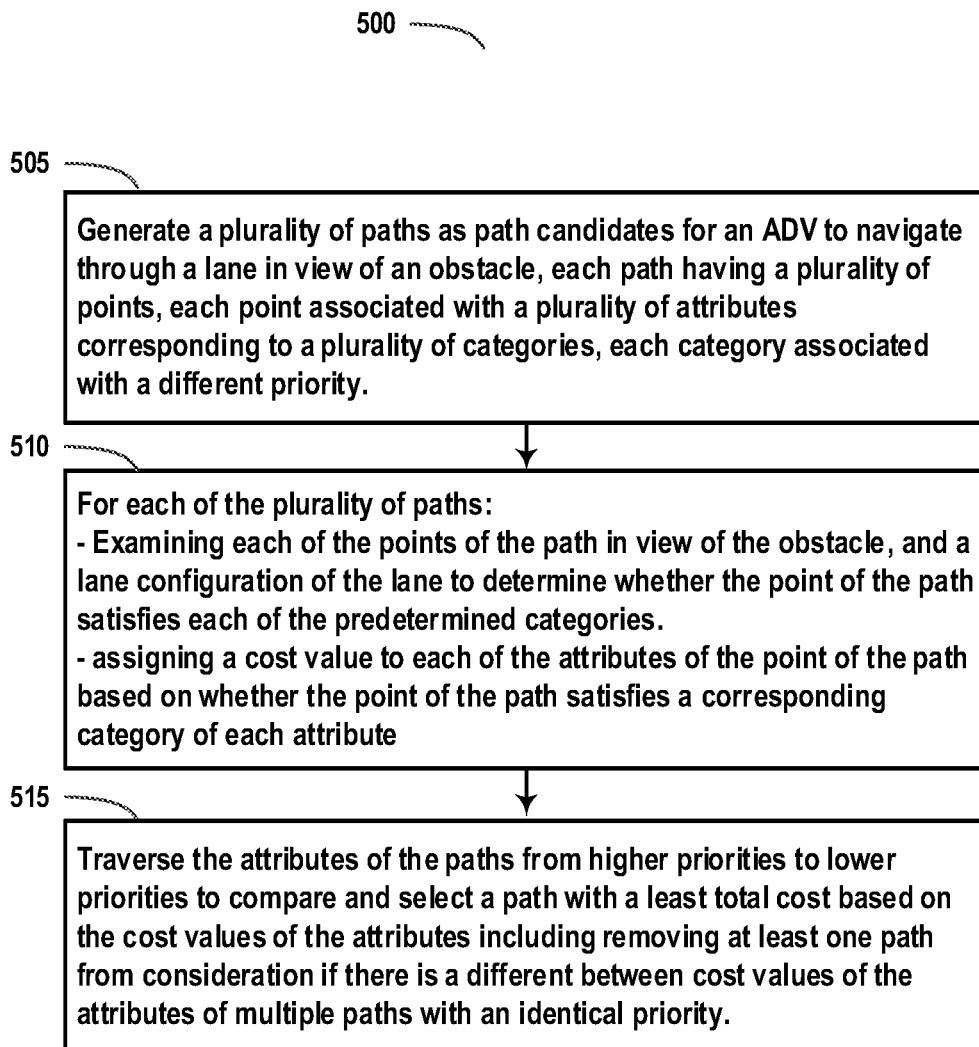 500
505
Generate a plurality of paths as path candidates for an ADV to navigate
through a lane in view of an obstacle, each path having a plurality of
points, each point associated with a plurality of attributes
corresponding to a plurality of categories, each category associated
with a different priority.
510
For each of the plurality of paths:
- Examining each of the points of the path in view of the obstacle, and a
lane configuration of the lane to determine whether the point of the path
satisfies each of the predetermined categories.
- assigning a cost value to each of the attributes of the point of the path
based on whether the point of the path satisfies a corresponding
category of each attribute
515
Traverse the attributes of the paths from higher priorities to lower
priorities to compare and select a path with a least total cost based on
the cost values of the attributes including removing at least one path
from consideration if there is a different between cost values of the
attributes of multiple paths with an identical priority.